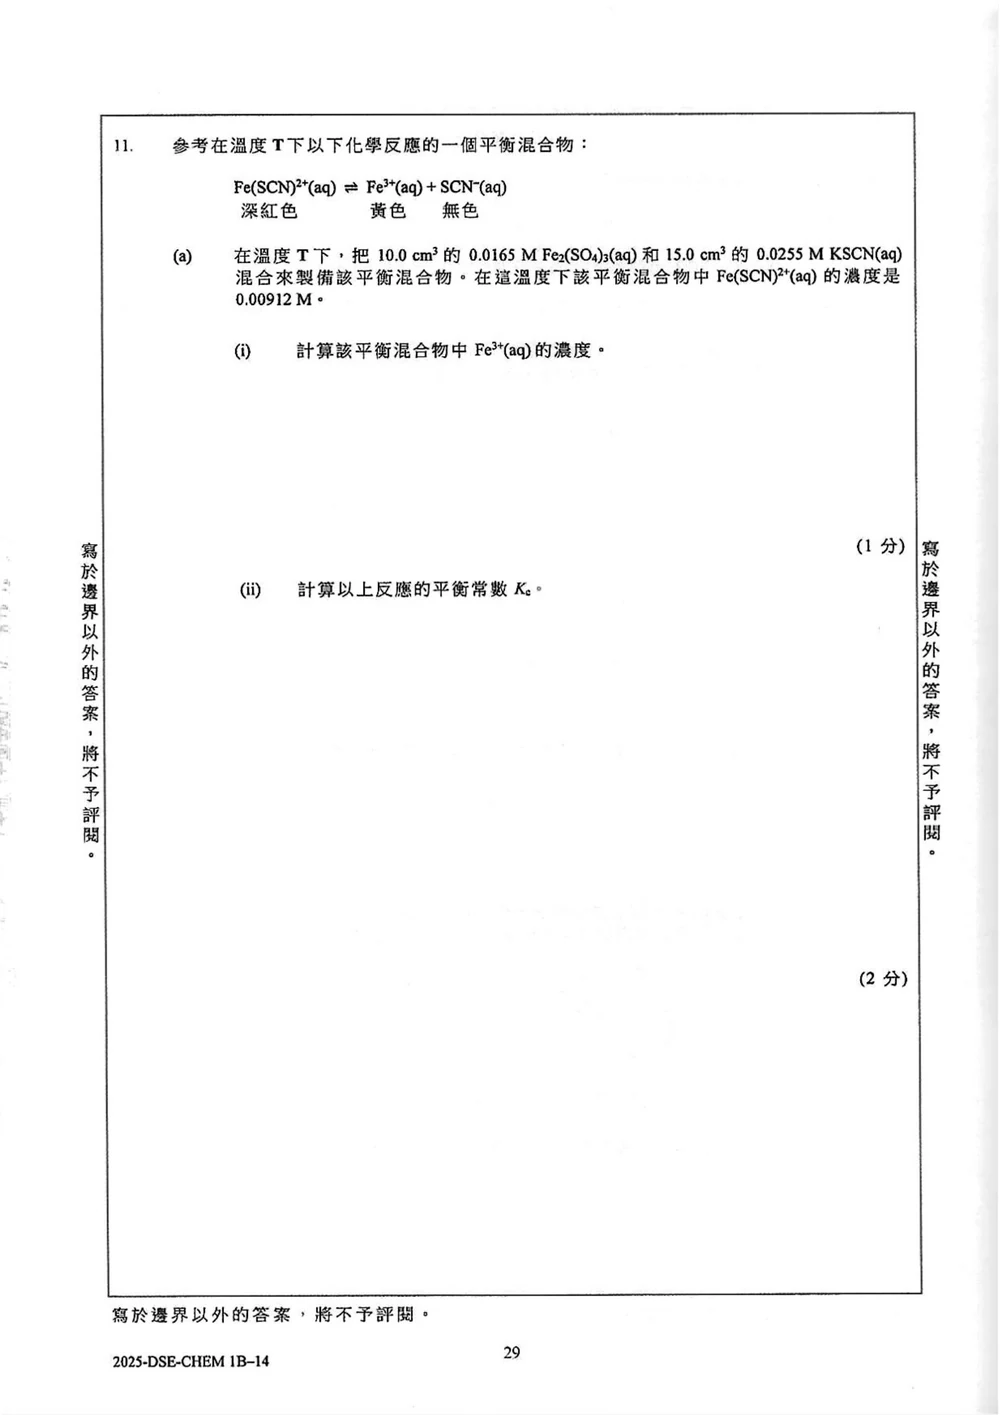 11. 參考在溫度 T 下以下化學反應的一個平衡混合物：
Fe(SCN)²⁺(aq) ⇌ Fe³⁺(aq) + SCN⁻(aq)
深紅色 黃色 無色
(a) 在溫度 T 下，把 10.0 cm³ 的 0.0165 M Fe₂(SO₄)₃(aq) 和 15.0 cm³ 的 0.0255 M KSCN(aq)
混合來製備該平衡混合物。在這溫度下該平衡混合物中 Fe(SCN)²⁺(aq) 的濃度是
0.00912 M。
(i) 計算該平衡混合物中 Fe³⁺(aq) 的濃度。
(1 分)
(ii) 計算以上反應的平衡常數 Kc。
(2 分)
寫於邊界以外的答案，將不予評閱。
寫於邊界以外的答案，將不予評閱。
寫於邊界以外的答案，將不予評閱。
2025-DSE-CHEM 1B–14
29